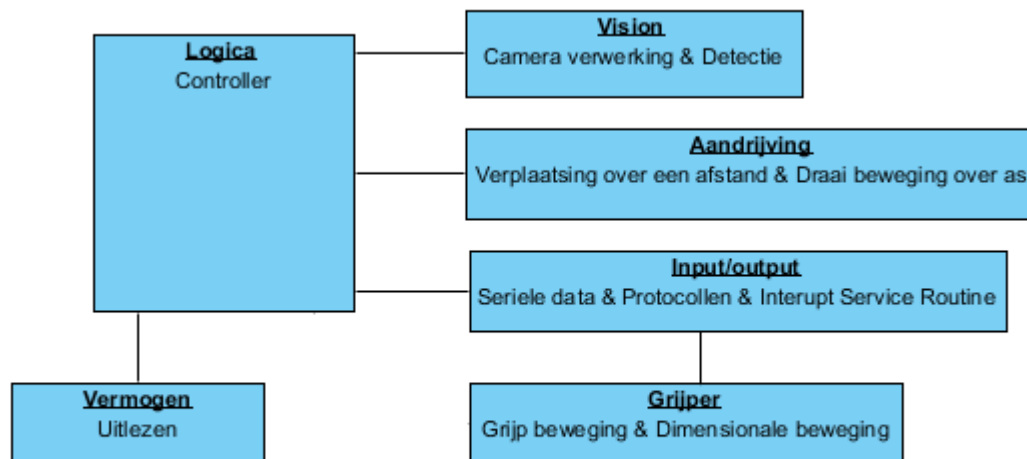 Logica
Controller
Vision
Camera verwerking & Detectie
Aandrijving
Verplaatsing over een afstand & Draai beweging over as
Input/output
Seriele data & Protocollen & Interupt Service Routine
Vermogen
Uitlezen
Grijper
Grijp beweging & Dimensionale beweging